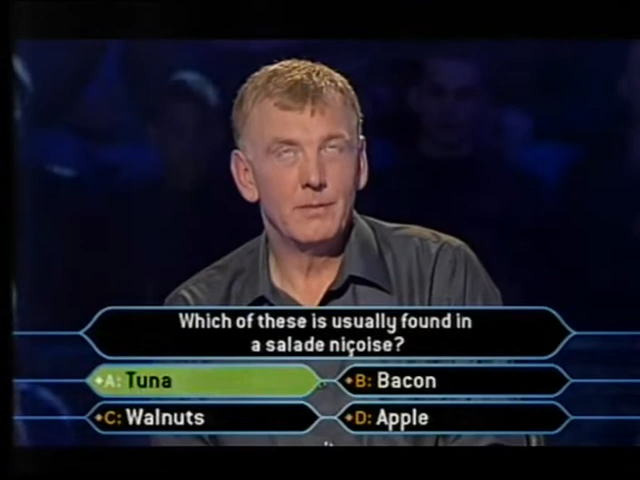 Which of these is usually found in
a salade niçoise?
A: Tuna
B: Bacon
C: Walnuts
D: Apple